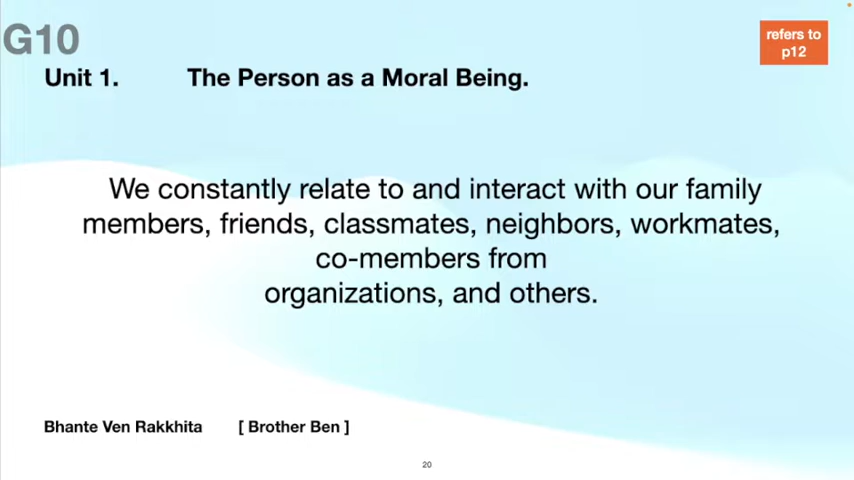 G10
refers to
p12
Unit 1. The Person as a Moral Being.
We constantly relate to and interact with our family
members, friends, classmates, neighbors, workmates,
co-members from
organizations, and others.
Bhante Ven Rakkhita [ Brother Ben ]
20